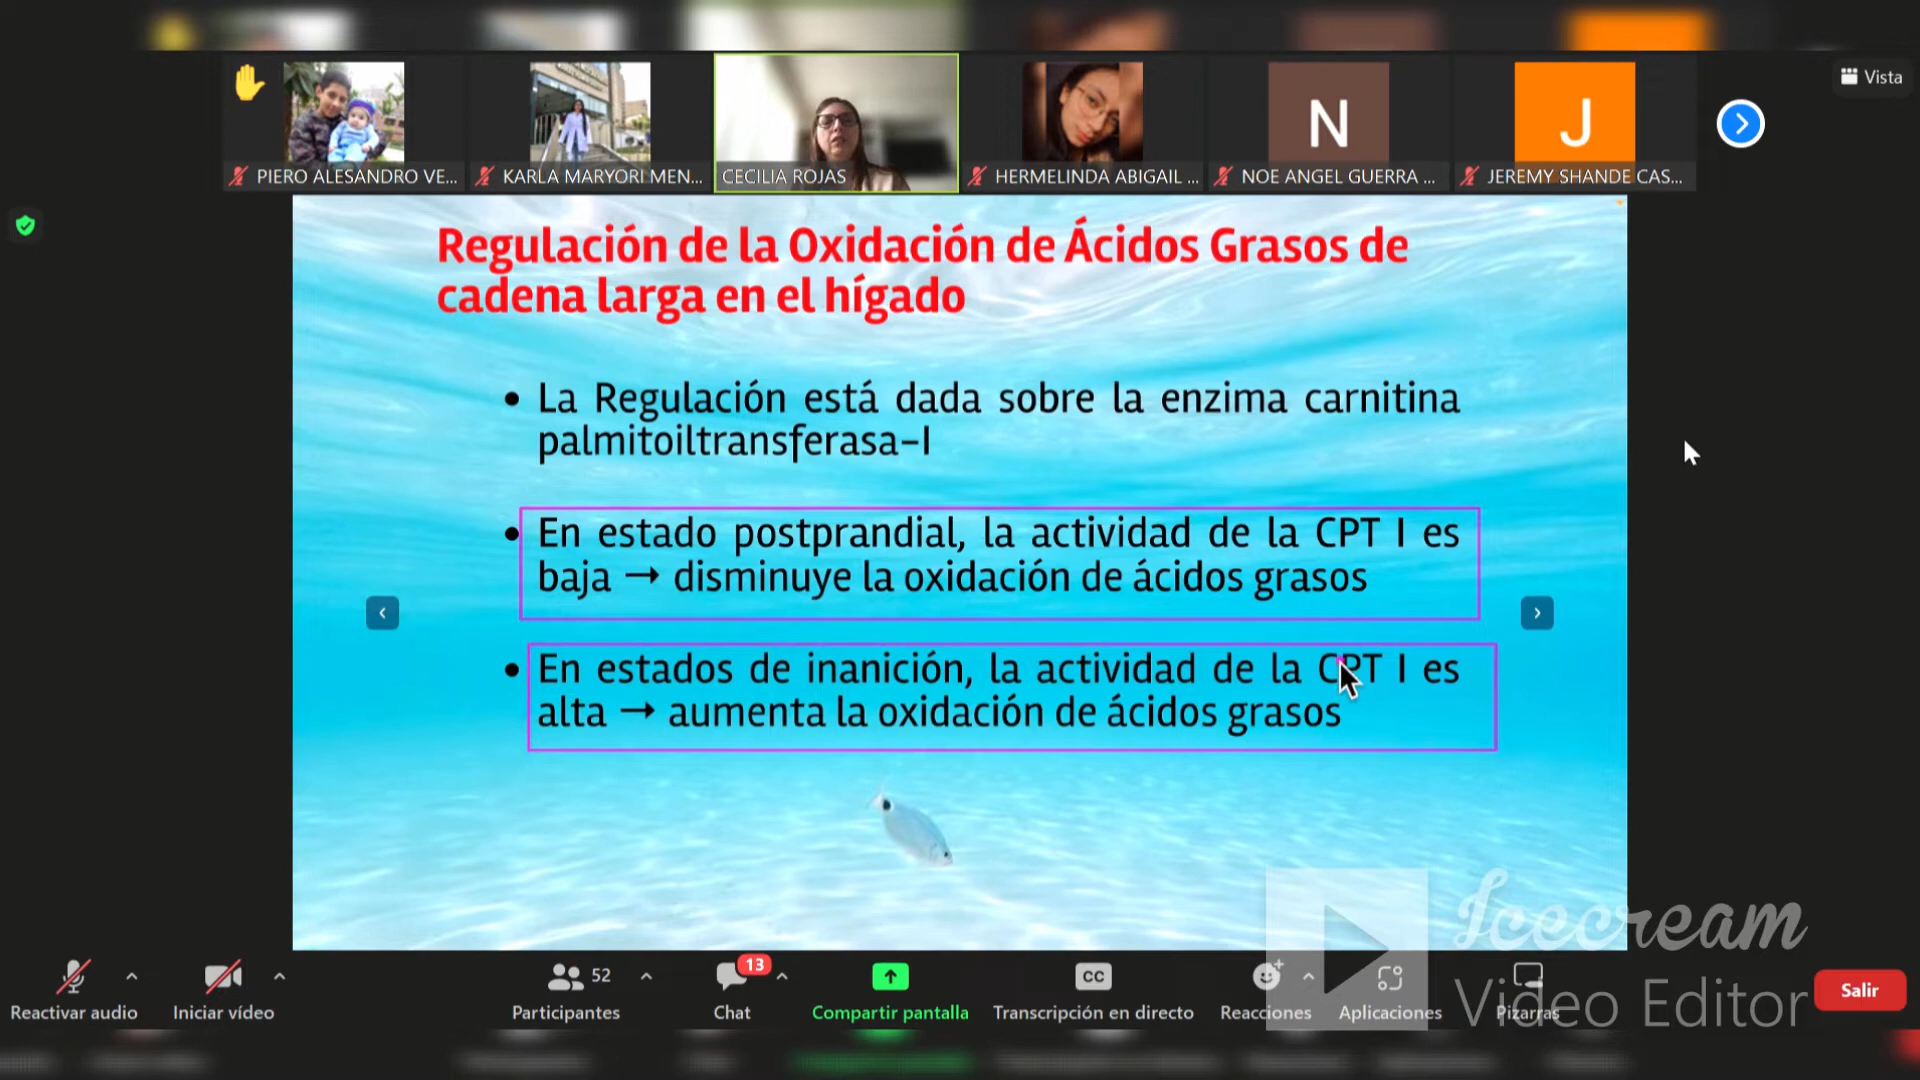 Vista
PIERO ALESANDRO VE...
KARLA MARYORI MEN...
CECILIA ROJAS
HERMELINDA ABIGAIL ...
N
NOE ANGEL GUERRA ...
J
JEREMY SHANDE CAS...
Regulación de la Oxidación de Ácidos Grasos de
cadena larga en el hígado
• La Regulación está dada sobre la enzima carnitina
palmitoiltransferasa-I
• En estado postprandial, la actividad de la CPT I es
baja → disminuye la oxidación de ácidos grasos
• En estados de inanición, la actividad de la CPT I es
alta → aumenta la oxidación de ácidos grasos
Icecream
Video Editor
Reactivar audio
Iniciar vídeo
52
Participantes
13
Chat
Compartir pantalla
CC
Transcripción en directo
Reacciones
Aplicaciones
Pizarras
Salir